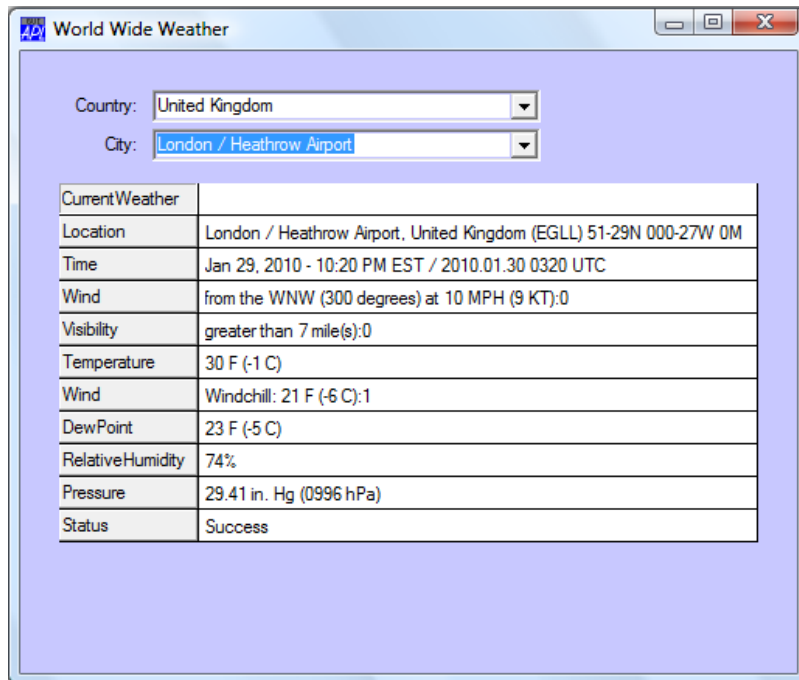 APL World Wide Weather
Country: United Kingdom
City: London / Heathrow Airport
CurrentWeather
Location London / Heathrow Airport, United Kingdom (EGLL) 51-29N 000-27W 0M
Time Jan 29, 2010 - 10:20 PM EST / 2010.01.30 0320 UTC
Wind from the WNW (300 degrees) at 10 MPH (9 KT):0
Visibility greater than 7 mile(s):0
Temperature 30 F (-1 C)
Wind Windchill: 21 F (-6 C):1
DewPoint 23 F (-5 C)
RelativeHumidity 74%
Pressure 29.41 in. Hg (0996 hPa)
Status Success